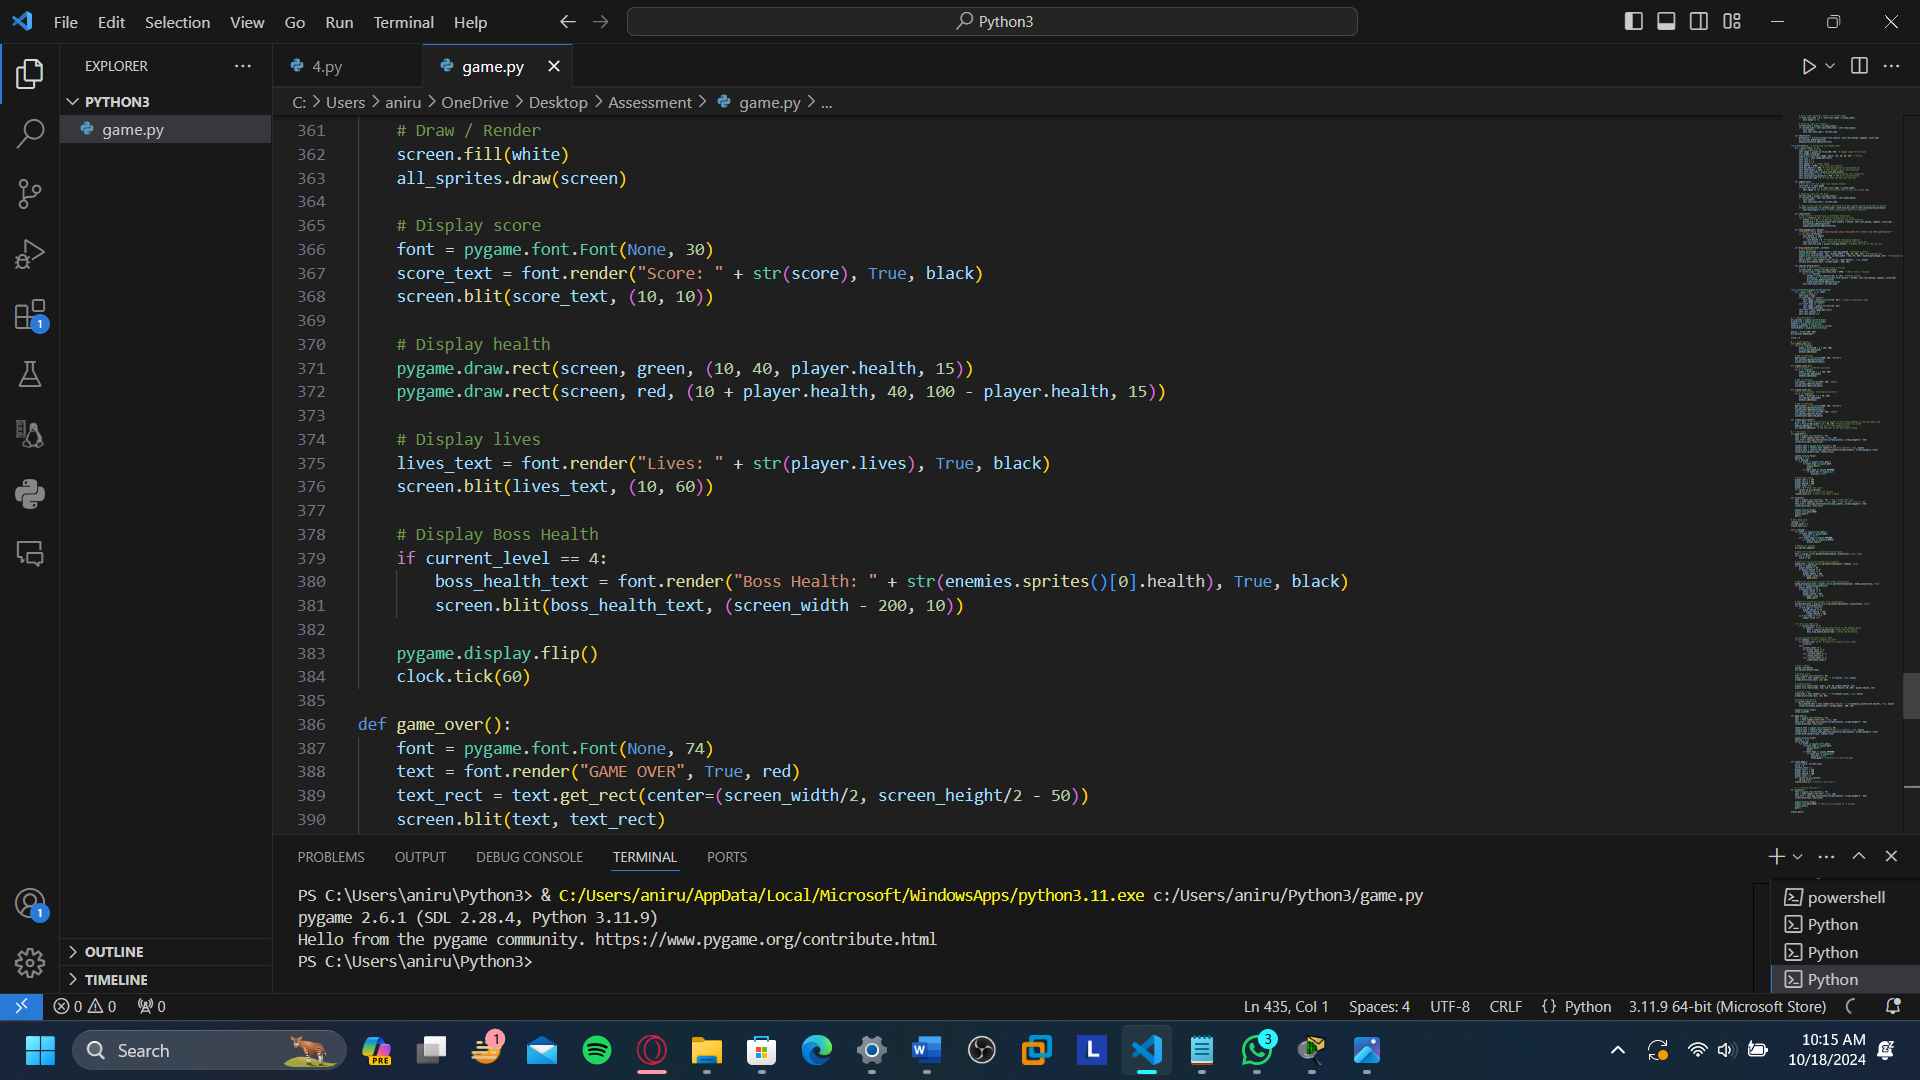 File Edit Selection View Go Run Terminal Help
Python3
EXPLORER
PYTHON3
game.py
4.py
game.py
C: > Users > aniru > OneDrive > Desktop > Assessment > game.py > ...
361 # Draw / Render
362 screen.fill(white)
363 all_sprites.draw(screen)
364
365 # Display score
366 font = pygame.font.Font(None, 30)
367 score_text = font.render("Score: " + str(score), True, black)
368 screen.blit(score_text, (10, 10))
369
370 # Display health
371 pygame.draw.rect(screen, green, (10, 40, player.health, 15))
372 pygame.draw.rect(screen, red, (10 + player.health, 40, 100 - player.health, 15))
373
374 # Display lives
375 lives_text = font.render("Lives: " + str(player.lives), True, black)
376 screen.blit(lives_text, (10, 60))
377
378 # Display Boss Health
379 if current_level == 4:
380 boss_health_text = font.render("Boss Health: " + str(enemies.sprites()[0].health), True, black)
381 screen.blit(boss_health_text, (screen_width - 200, 10))
382
383 pygame.display.flip()
384 clock.tick(60)
385
386 def game_over():
387 font = pygame.font.Font(None, 74)
388 text = font.render("GAME OVER", True, red)
389 text_rect = text.get_rect(center=(screen_width/2, screen_height/2 - 50))
390 screen.blit(text, text_rect)
1
1
OUTLINE
TIMELINE
PROBLEMS OUTPUT DEBUG CONSOLE TERMINAL PORTS
PS C:\Users\aniru\Python3> & C:/Users/aniru/AppData/Local/Microsoft/WindowsApps/python3.11.exe c:/Users/aniru/Python3/game.py
pygame 2.6.1 (SDL 2.28.4, Python 3.11.9)
Hello from the pygame community. https://www.pygame.org/contribute.html
PS C:\Users\aniru\Python3>
powershell
Python
Python
Python
0 0 0
Ln 435, Col 1 Spaces: 4 UTF-8 CRLF {} Python 3.11.9 64-bit (Microsoft Store)
Search
PRE
1
L
3
10:15 AM
10/18/2024